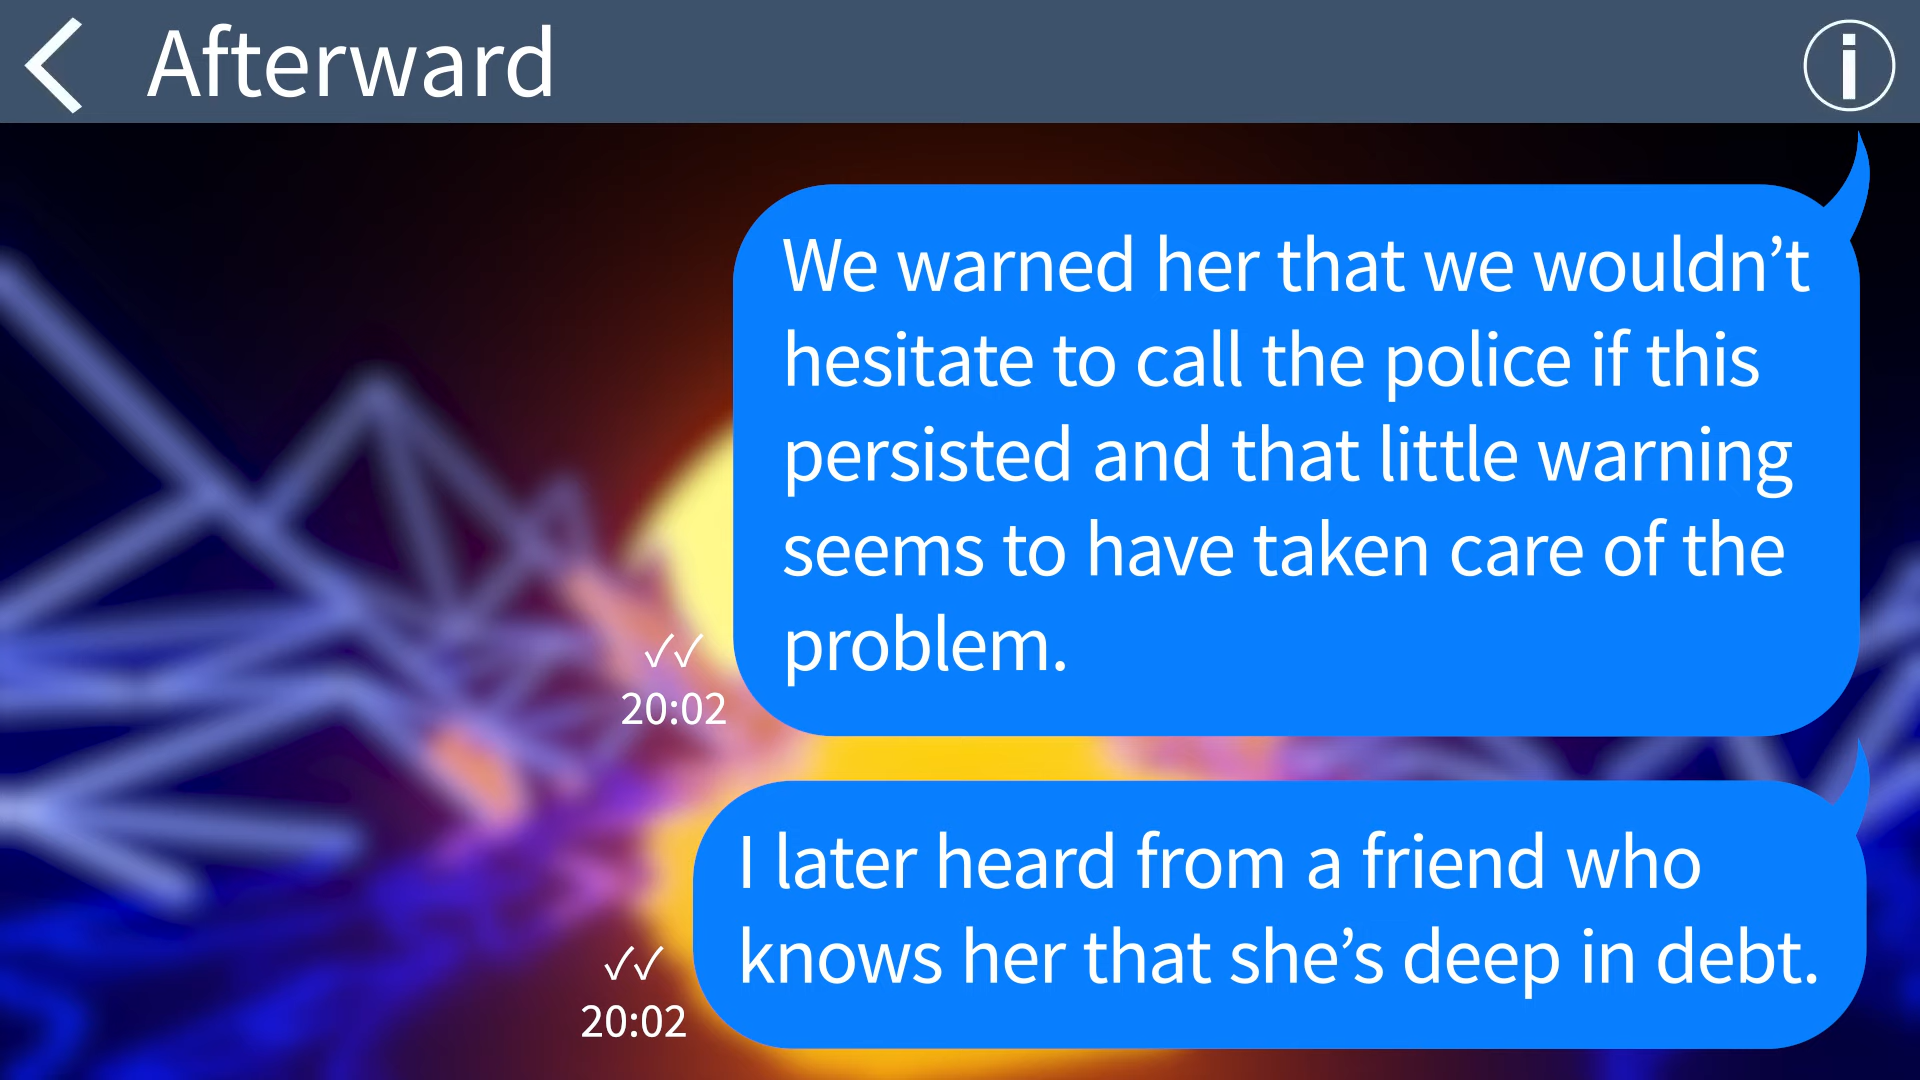 Afterward
We warned her that we wouldn’t
hesitate to call the police if this
persisted and that little warning
seems to have taken care of the
problem.
20:02
I later heard from a friend who
knows her that she’s deep in debt.
20:02